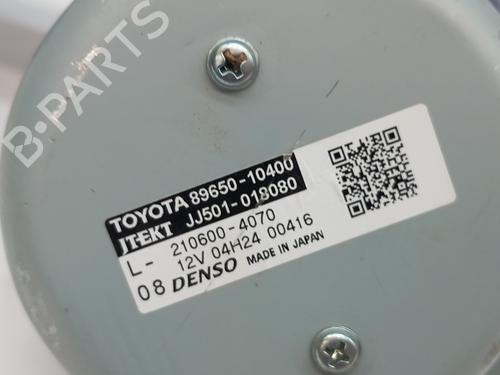 B-PARTS
TOYOTA 89650-10400
JTEKT JJ501-018080
L- 210600-4070
12V 04H24 00416
08 DENSO MADE IN JAPAN